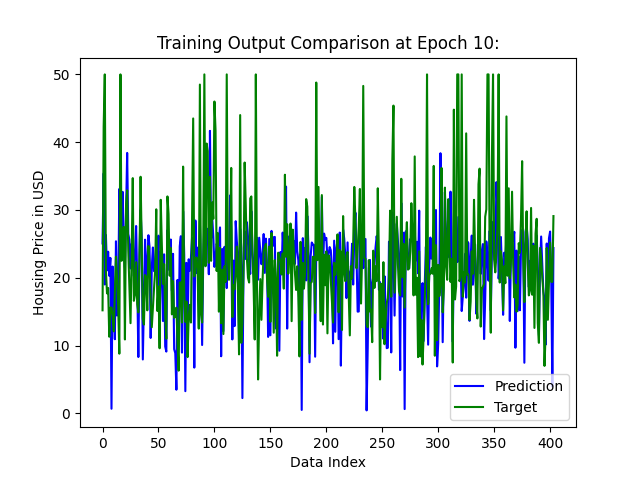 Training Output Comparison at Epoch 10:
50
40
30
20
10
0
Housing Price in USD
0 50 100 150 200 250 300 350 400
Data Index
Prediction
Target